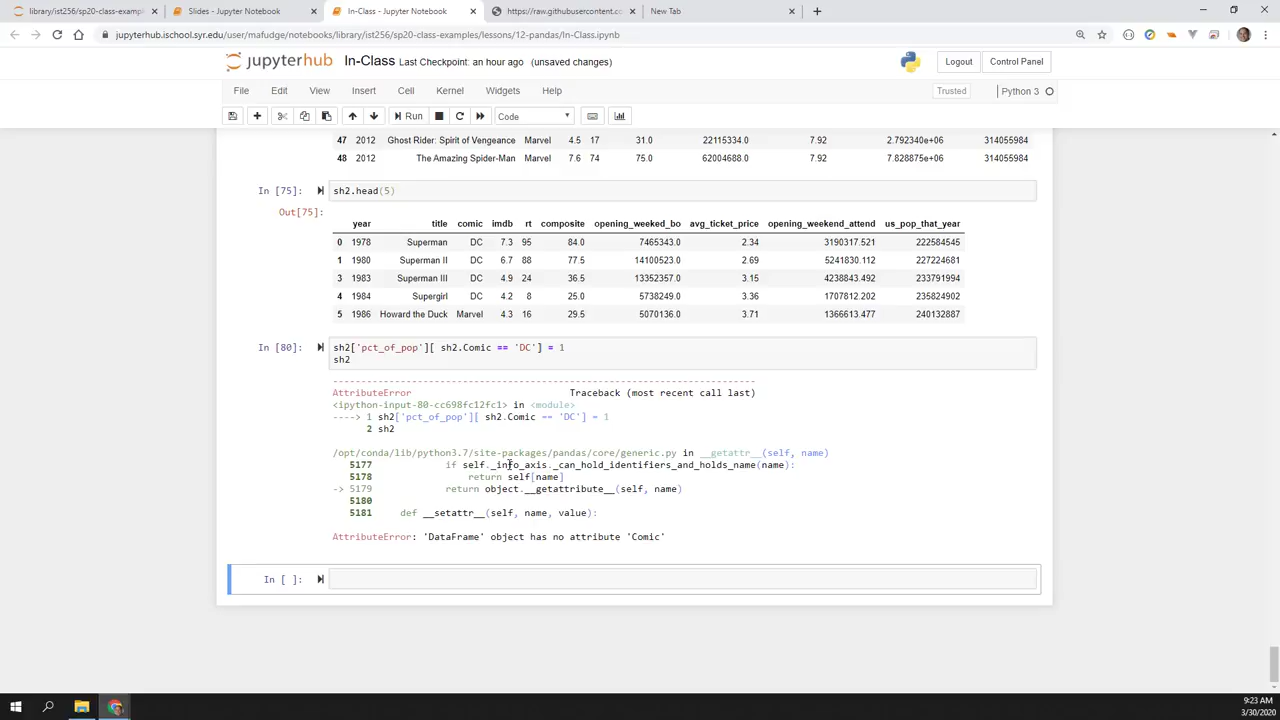 library/ist256/sp20-class-exampl
Slides - Jupyter Notebook
In-Class - Jupyter Notebook
https://raw.githubusercontent.co
New Tab
jupyterhub.ischool.syr.edu/user/mafudge/notebooks/library/ist256/sp20-class-examples/lessons/12-pandas/In-Class.ipynb
jupyterhub In-Class Last Checkpoint: an hour ago (unsaved changes) Logout Control Panel
File Edit View Insert Cell Kernel Widgets Help Trusted Python 3
Run Code
47 2012 Ghost Rider: Spirit of Vengeance Marvel 4.5 17 31.0 22115334.0 7.92 2.792340e+06 314055984
48 2012 The Amazing Spider-Man Marvel 7.6 74 75.0 62004688.0 7.92 7.828875e+06 314055984
In [75]: sh2.head(5)
Out[75]:
year title comic imdb rt composite opening_weeked_bo avg_ticket_price opening_weekend_attend us_pop_that_year
0 1978 Superman DC 7.3 95 84.0 7465343.0 2.34 3190317.521 222584545
1 1980 Superman II DC 6.7 88 77.5 14100523.0 2.69 5241830.112 227224681
3 1983 Superman III DC 4.9 24 36.5 13352357.0 3.15 4238843.492 233791994
4 1984 Supergirl DC 4.2 8 25.0 5738249.0 3.36 1707812.202 235824902
5 1986 Howard the Duck Marvel 4.3 16 29.5 5070136.0 3.71 1366613.477 240132887
In [80]: sh2['pct_of_pop'][ sh2.Comic == 'DC'] = 1
sh2
---------------------------------------------------------------------------
AttributeError Traceback (most recent call last)
<ipython-input-80-cc698fc12fc1> in <module>
----> 1 sh2['pct_of_pop'][ sh2.Comic == 'DC'] = 1
2 sh2
/opt/conda/lib/python3.7/site-packages/pandas/core/generic.py in __getattr__(self, name)
5177 if self._info_axis._can_hold_identifiers_and_holds_name(name):
5178 return self[name]
-> 5179 return object.__getattribute__(self, name)
5180
5181 def __setattr__(self, name, value):
AttributeError: 'DataFrame' object has no attribute 'Comic'
In [ ]:
9:23 AM
3/30/2020